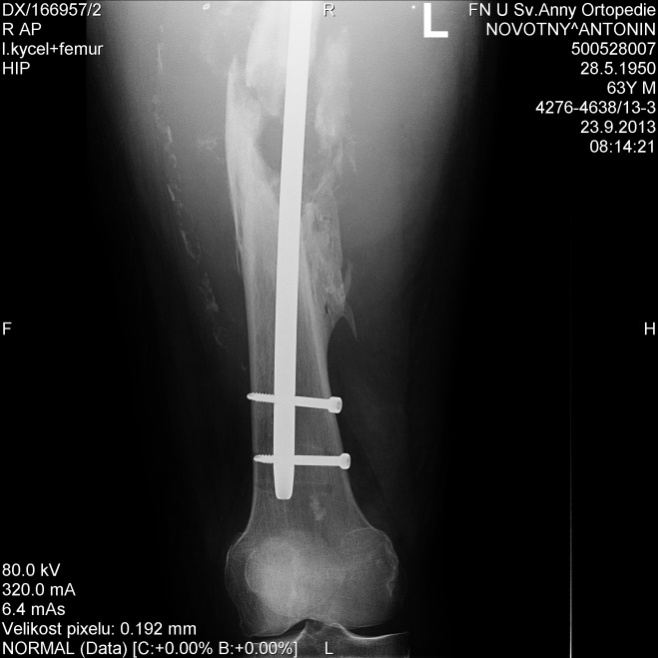 DX/166957/2
R AP
l.kycel+femur
HIP
R
L
FN U Sv.Anny Ortopedie
NOVOTNY^ANTONIN
500528007
28.5.1950
63Y M
4276-4638/13-3
23.9.2013
08:14:21
F
H
80.0 kV
320.0 mA
6.4 mAs
Velikost pixelu: 0.192 mm
NORMAL (Data) [C:+0.00% B:+0.00%]
L